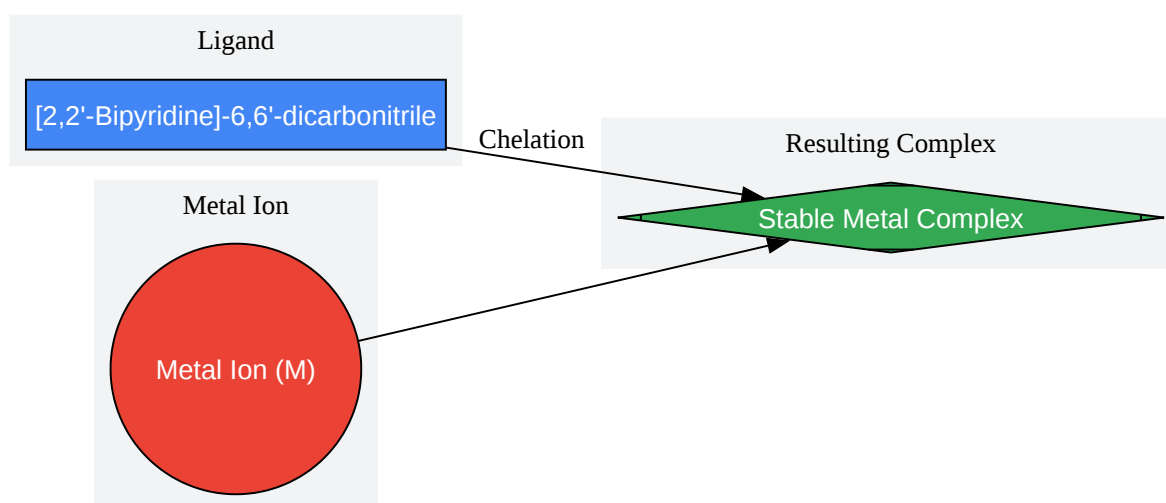 Ligand
[2,2'-Bipyridine]-6,6'-dicarbonitrile
Chelation
Resulting Complex
Stable Metal Complex
Metal Ion
Metal Ion (M)